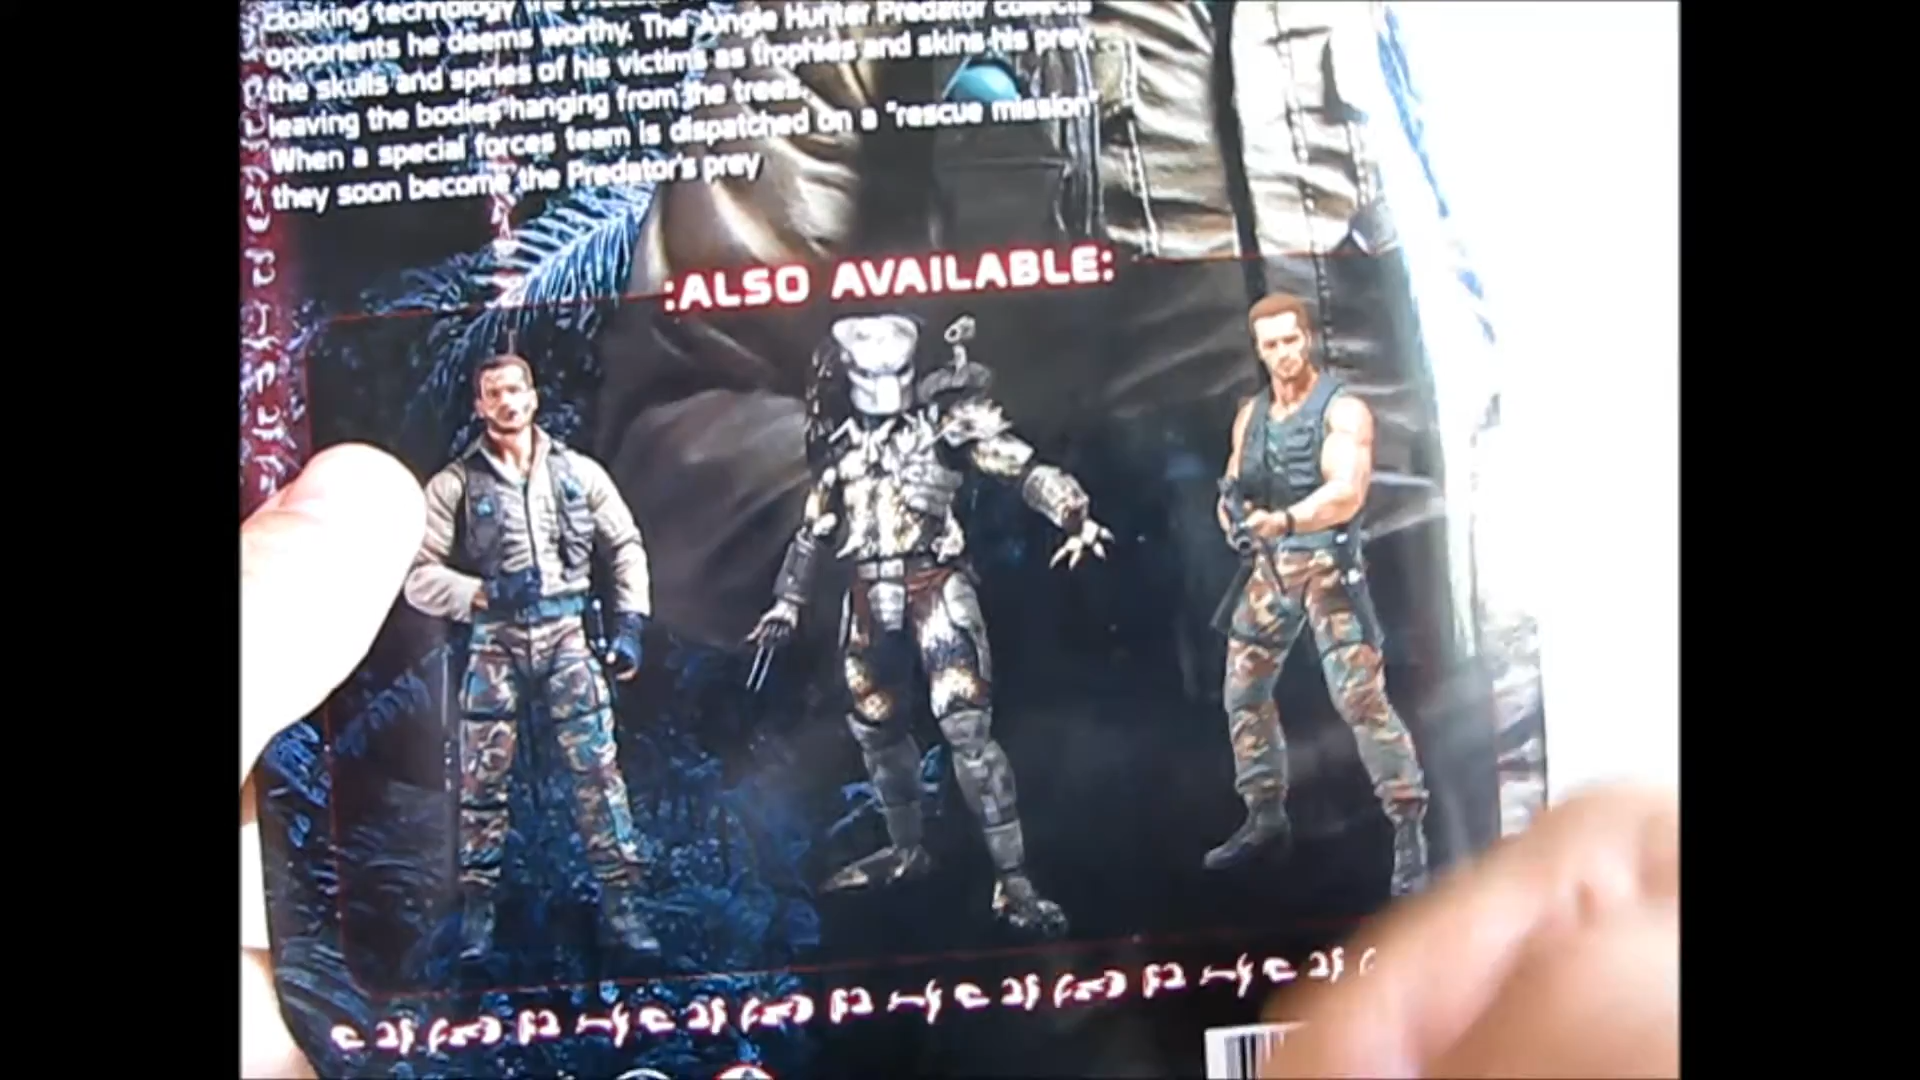 cloaking technology the
opponents he deems worthy. The Jungle Hunter Predator collects
the skulls and spines of his victims as trophies and skins his prey,
leaving the bodies hanging from the trees.
When a special forces team is dispatched on a "rescue mission"
they soon become the Predator's prey
:ALSO AVAILABLE: